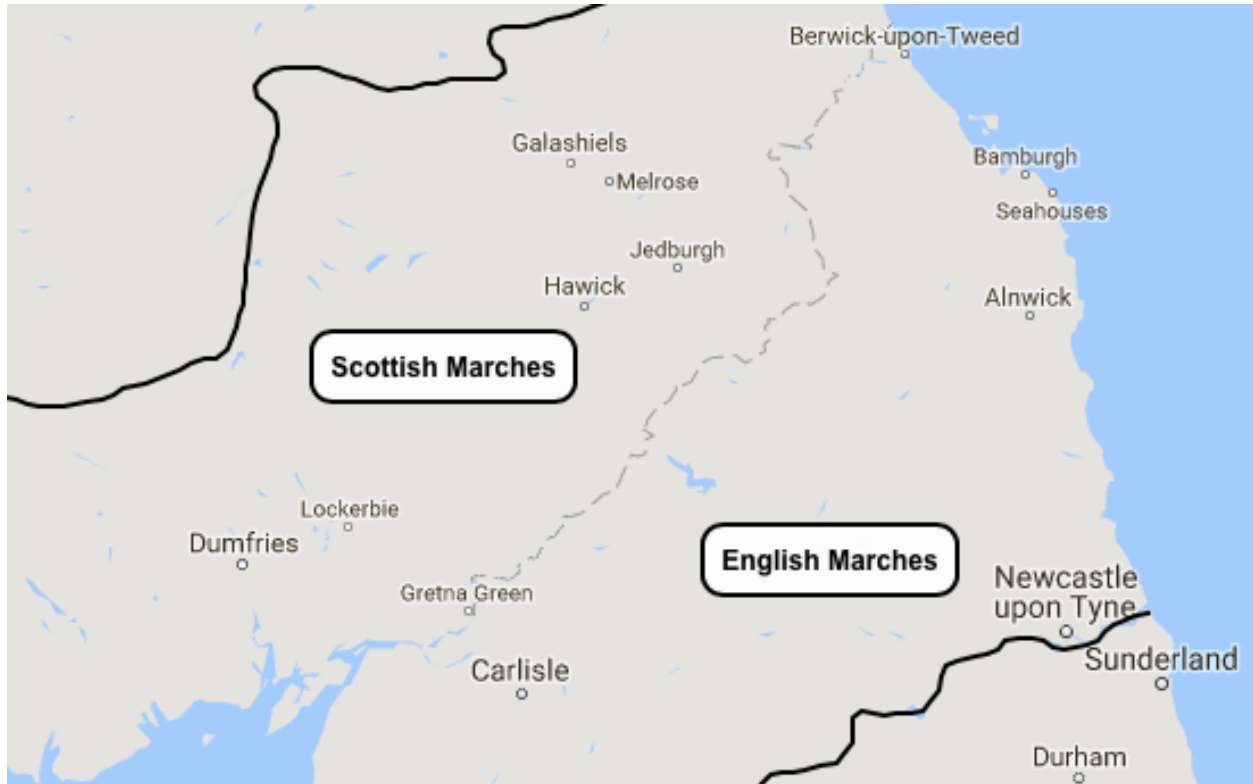 Berwick-upon-Tweed
Galashiels
Melrose
Bamburgh
Seahouses
Jedburgh
Hawick
Alnwick
Scottish Marches
Lockerbie
Dumfries
English Marches
Gretna Green
Newcastle
upon Tyne
Carlisle
Sunderland
Durham